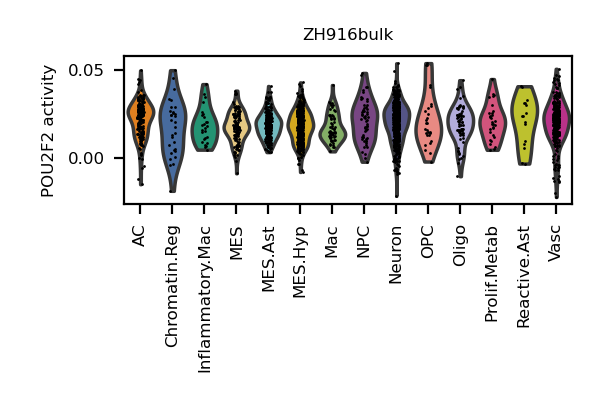 ZH916bulk
POU2F2 activity
0.05
0.00
AC
Chromatin.Reg
Inflammatory.Mac
MES
MES.Ast
MES.Hyp
Mac
NPC
Neuron
OPC
Oligo
Prolif.Metab
Reactive.Ast
Vasc